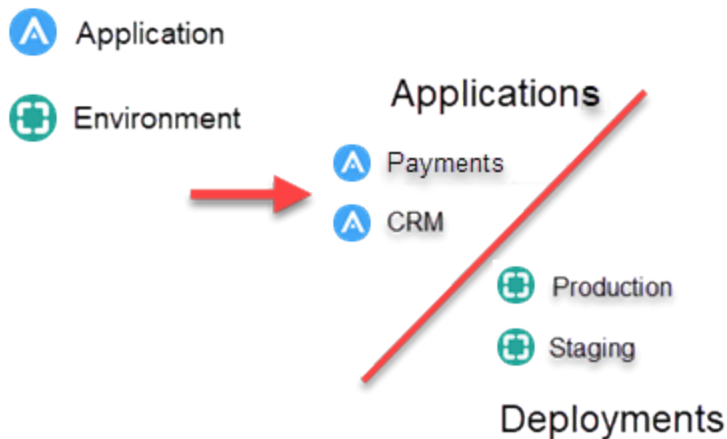 Application
Environment
Applications
Payments
CRM
Production
Staging
Deployments